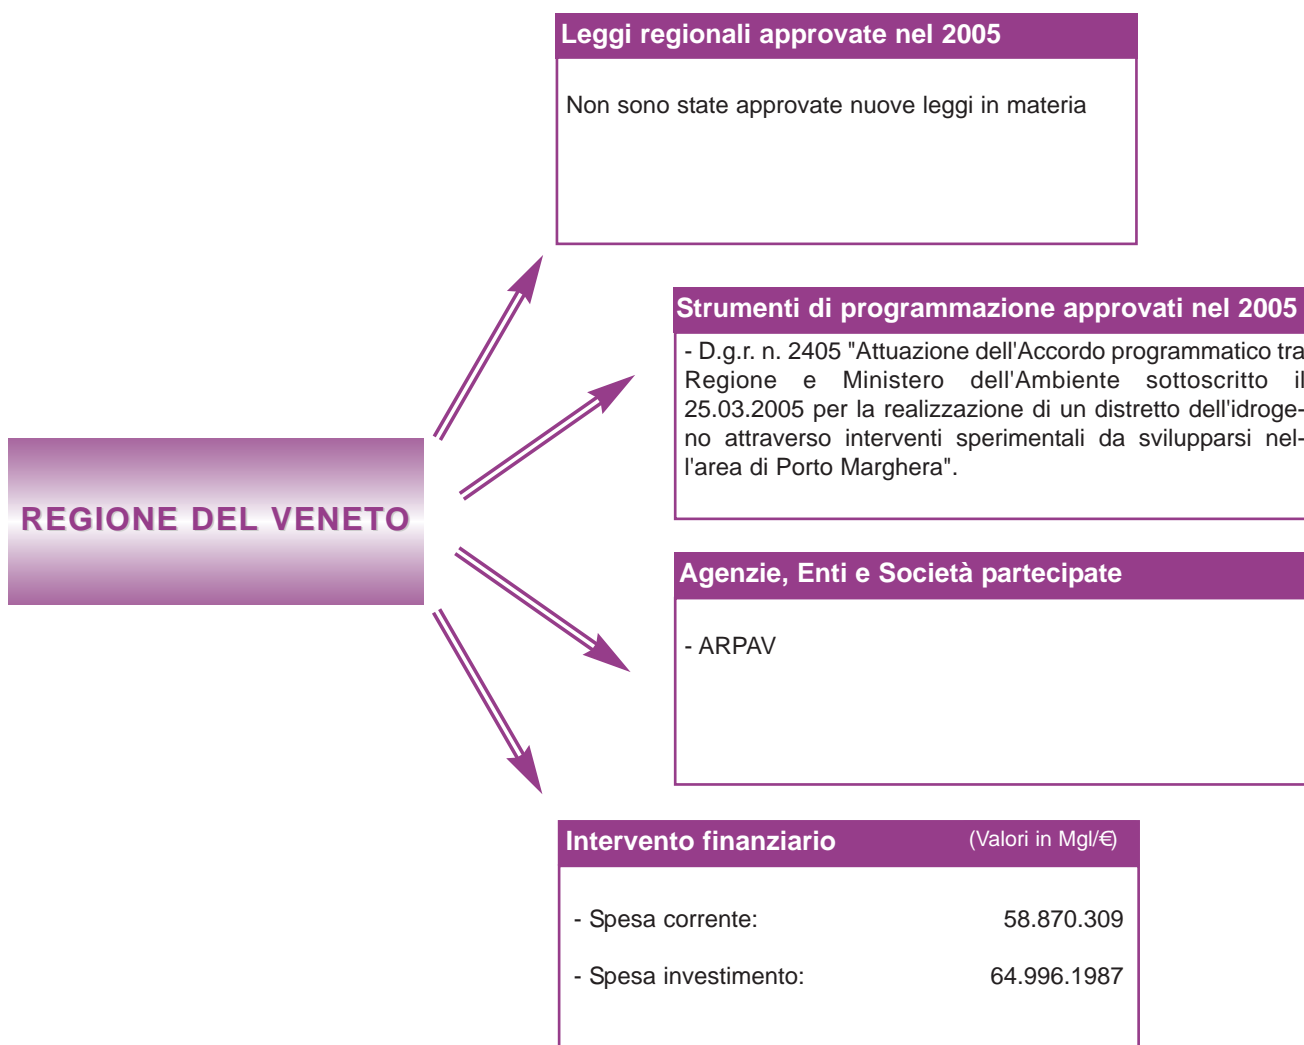 Leggi regionali approvate nel 2005
Non sono state approvate nuove leggi in materia
Strumenti di programmazione approvati nel 2005
- D.g.r. n. 2405 "Attuazione dell'Accordo programmatico tra
Regione e Ministero dell'Ambiente sottoscritto il
25.03.2005 per la realizzazione di un distretto dell'idroge-
no attraverso interventi sperimentali da svilupparsi nel-
l'area di Porto Marghera".
REGIONE DEL VENETO
Agenzie, Enti e Società partecipate
- ARPAV
Intervento finanziario (Valori in Mgl/€)
- Spesa corrente: 58.870.309
- Spesa investimento: 64.996.1987